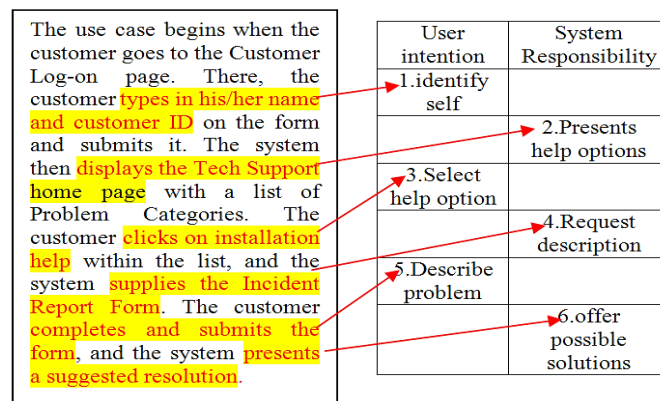 The use case begins when the
customer goes to the Customer
Log-on page. There, the
customer types in his/her name
and customer ID on the form
and submits it. The system
then displays the Tech Support
home page with a list of
Problem Categories. The
customer clicks on installation
help within the list, and the
system supplies the Incident
Report Form. The customer
completes and submits the
form, and the system presents
a suggested resolution.
User
intention
System
Responsibility
1.identify
self
2.Presents
help options
3.Select
help option
4.Request
description
5.Describe
problem
6.offer
possible
solutions